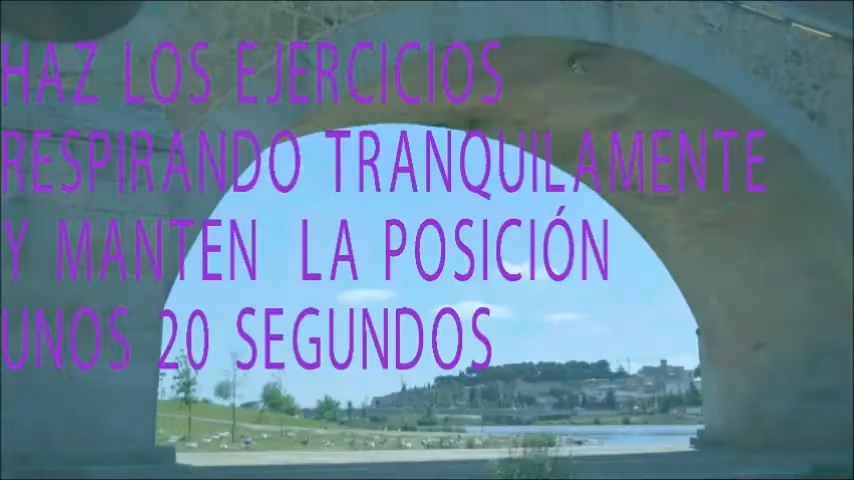 HAZ LOS EJERCICIOS
RESPIRANDO TRANQUILAMENTE
Y MANTEN LA POSICIÓN
UNOS 20 SEGUNDOS